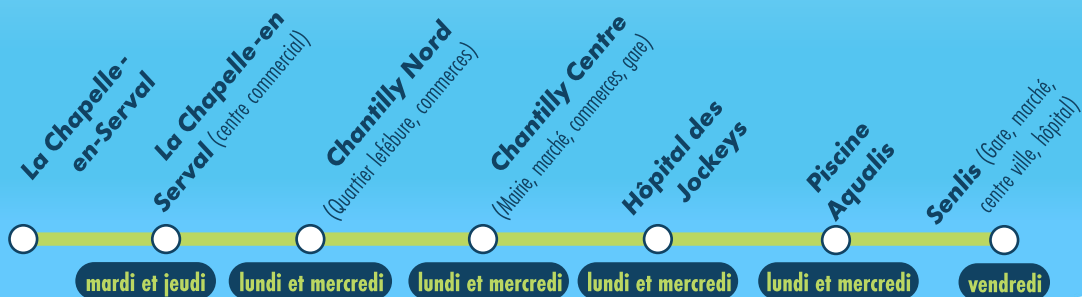 La Chapelle-
en-Serval
La Chapelle-en
Serval (centre commercial)
Chantilly Nord
(Quartier lefébure, commerces)
Chantilly Centre
(Mairie, marché, commerces, gare)
Hôpital des
Jockeys
Piscine
Aqualis
Senlis (Gare, marché,
centre ville, hôpital)
mardi et jeudi
lundi et mercredi
lundi et mercredi
lundi et mercredi
lundi et mercredi
vendredi